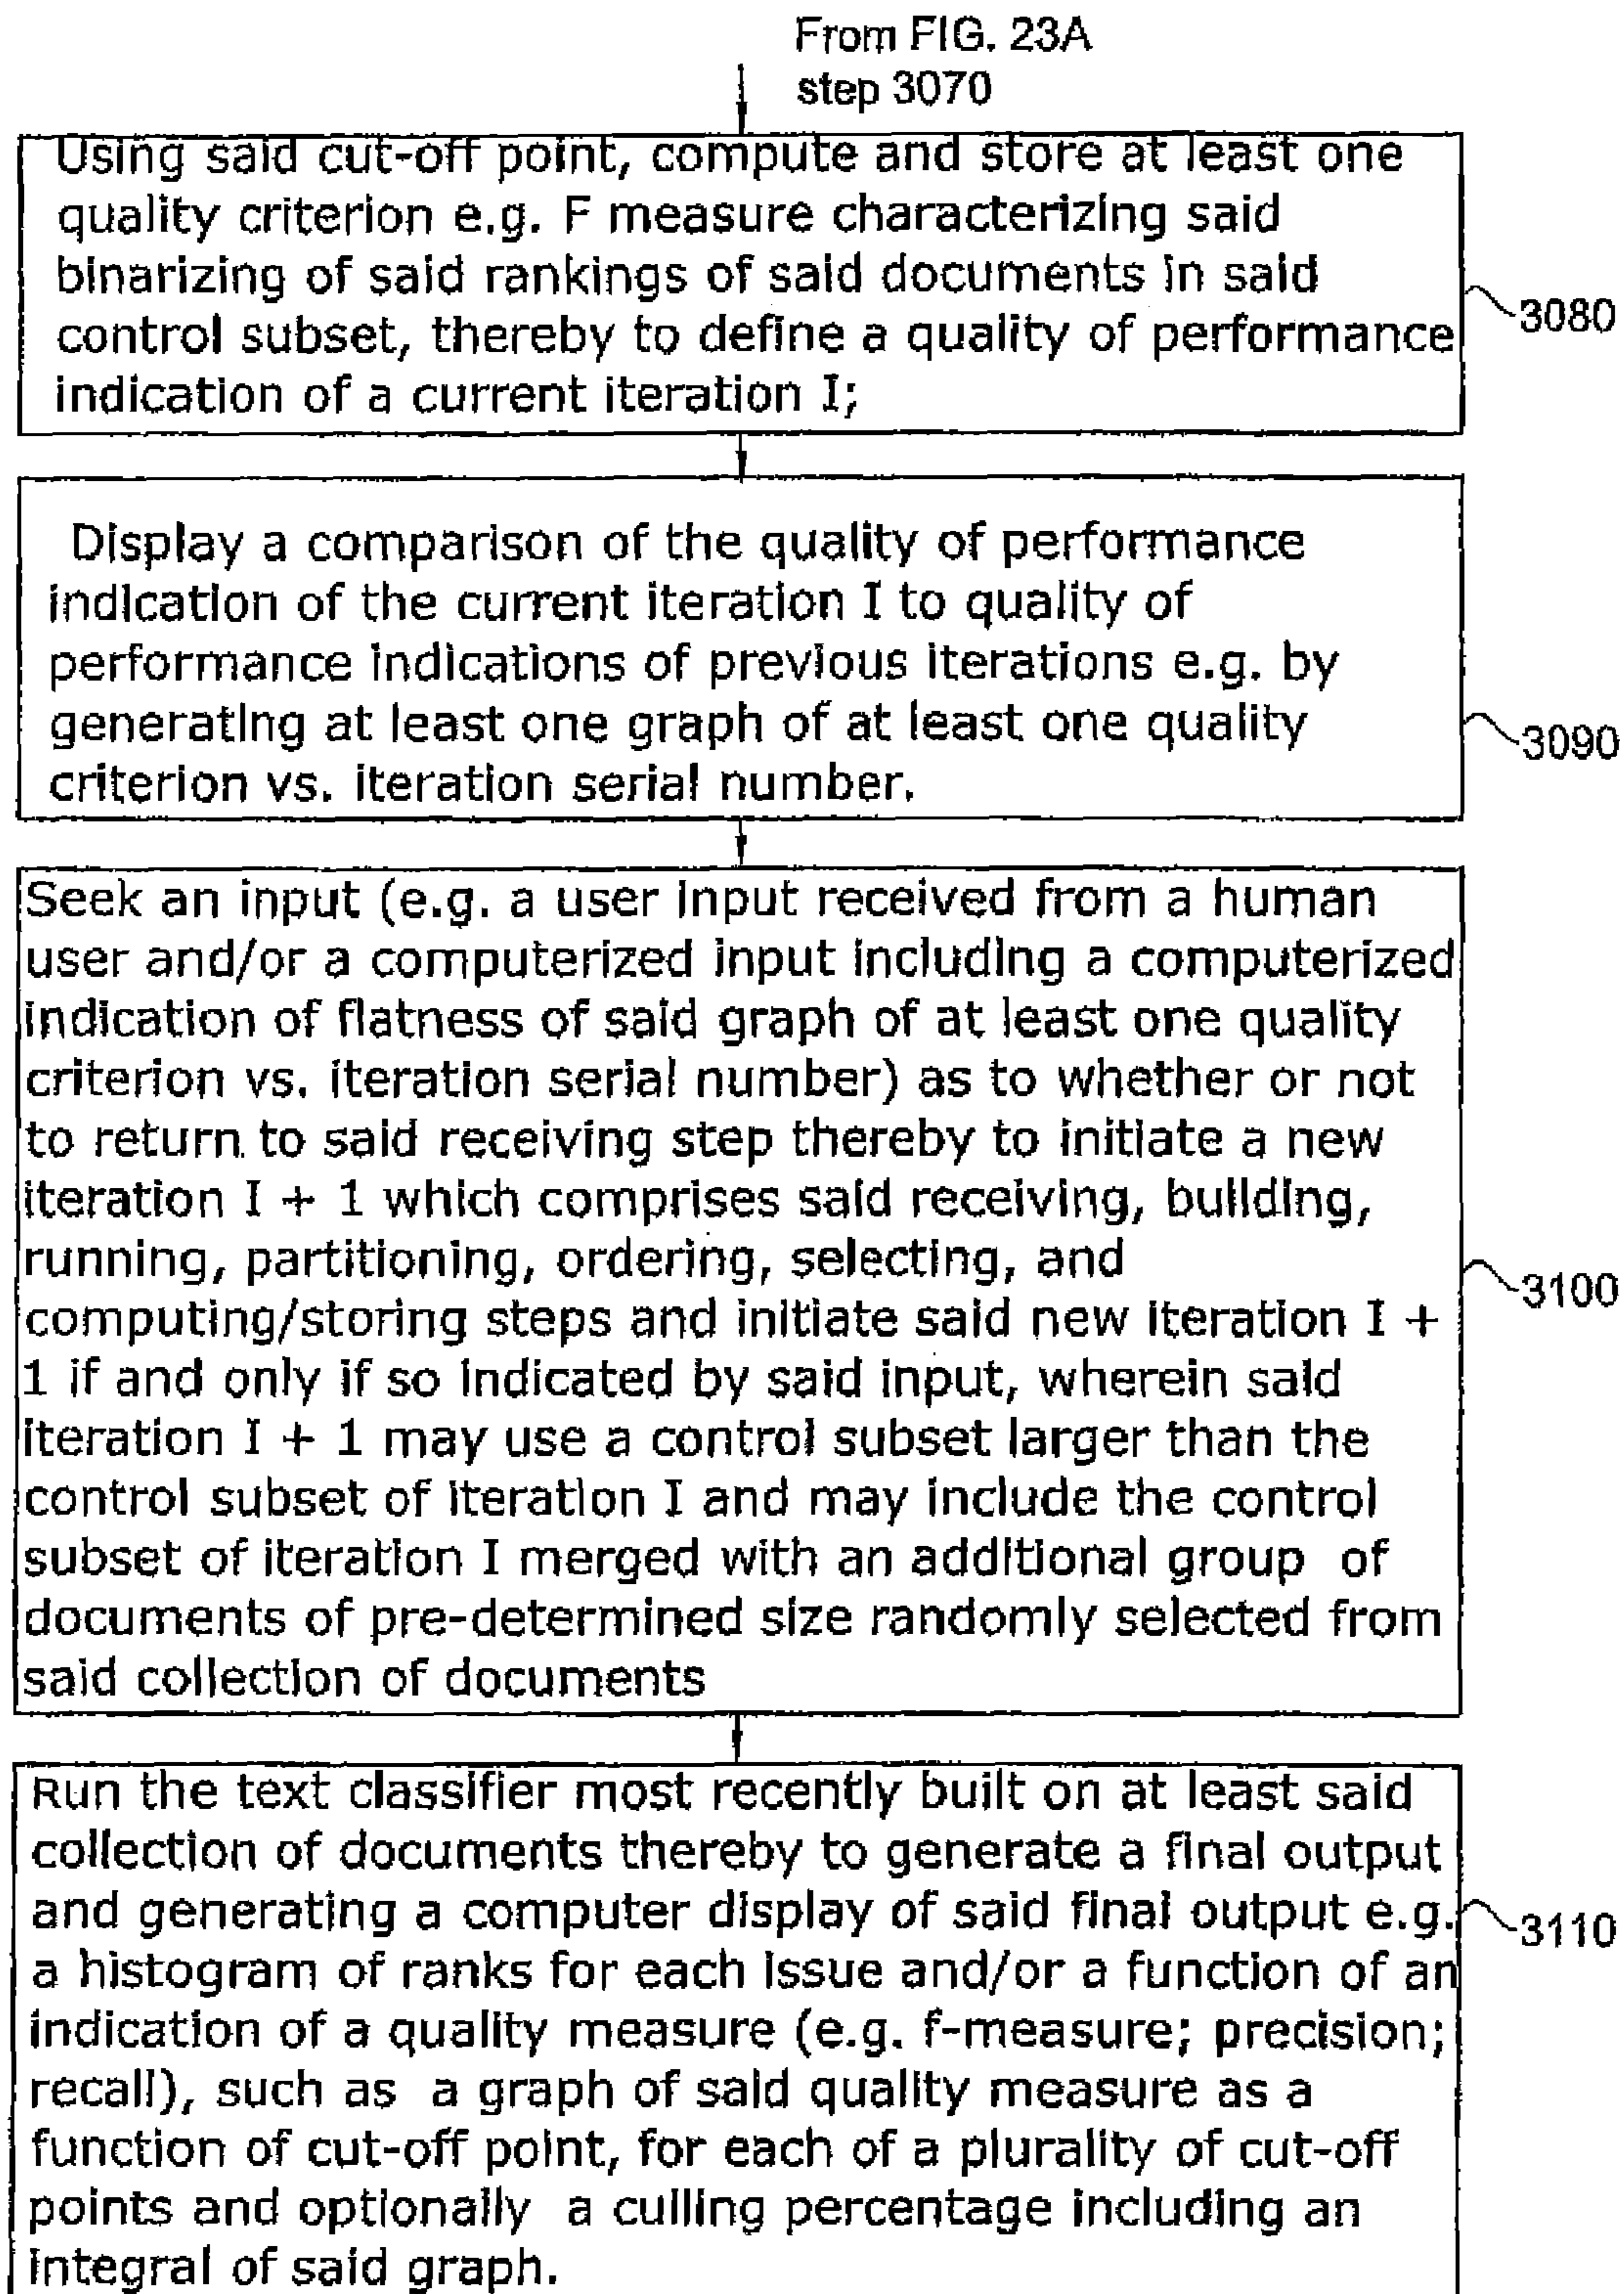 From FIG. 23A
step 3070
Using said cut-off point, compute and store at least one
quality criterion e.g. F measure characterizing said
binarizing of said rankings of said documents in said
control subset, thereby to define a quality of performance
indication of a current iteration I;
3080
Display a comparison of the quality of performance
indication of the current iteration I to quality of
performance indications of previous iterations e.g. by
generating at least one graph of at least one quality
criterion vs. iteration serial number.
3090
Seek an input (e.g. a user input received from a human
user and/or a computerized input including a computerized
indication of flatness of said graph of at least one quality
criterion vs. iteration serial number) as to whether or not
to return to said receiving step thereby to initiate a new
iteration I + 1 which comprises said receiving, building,
running, partitioning, ordering, selecting, and
computing/storing steps and initiate said new iteration I +
1 if and only if so indicated by said input, wherein said
iteration I + 1 may use a control subset larger than the
control subset of iteration I and may include the control
subset of iteration I merged with an additional group of
documents of pre-determined size randomly selected from
said collection of documents
3100
Run the text classifier most recently built on at least said
collection of documents thereby to generate a final output
and generating a computer display of said final output e.g.
a histogram of ranks for each issue and/or a function of an
indication of a quality measure (e.g. f-measure; precision;
recall), such as a graph of said quality measure as a
function of cut-off point, for each of a plurality of cut-off
points and optionally a culling percentage including an
integral of said graph.
3110